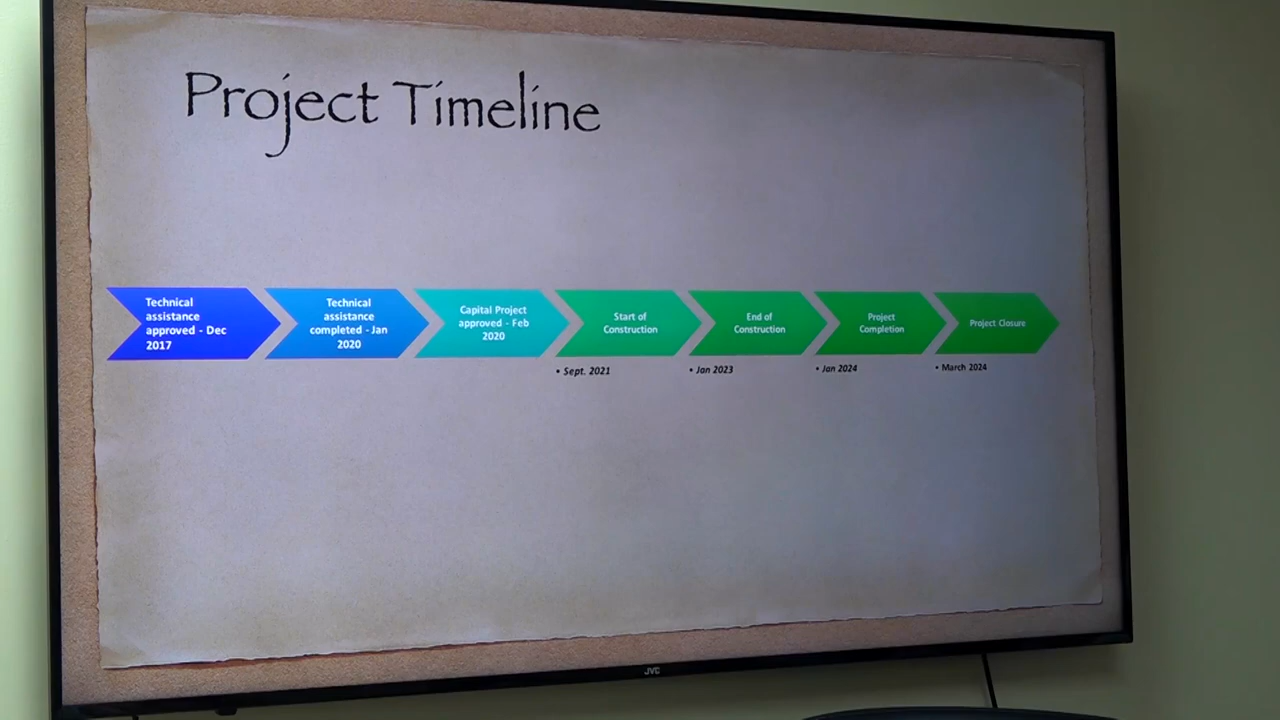 Project Timeline
Technical
assistance
approved - Dec
2017
Technical
assistance
completed - Jan
2020
Capital Project
approved - Feb
2020
Start of
Construction
• Sept. 2021
End of
Construction
• Jan 2023
Project
Completion
• Jan 2024
Project Closure
• March 2024
JVC